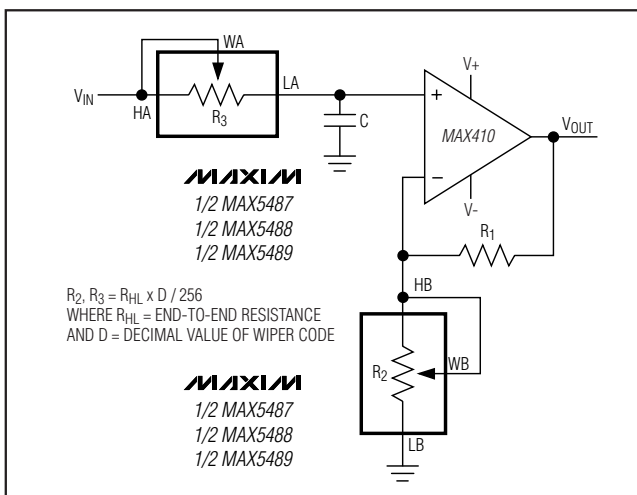 WA
V_IN
HA
R₃
LA
C
V+
+
MAX410
−
V-
V_OUT
R₁
MAXIM
1/2 MAX5487
1/2 MAX5488
1/2 MAX5489
R₂, R₃ = R_HL x D / 256
WHERE R_HL = END-TO-END RESISTANCE
AND D = DECIMAL VALUE OF WIPER CODE
HB
R₂
WB
LB
MAXIM
1/2 MAX5487
1/2 MAX5488
1/2 MAX5489